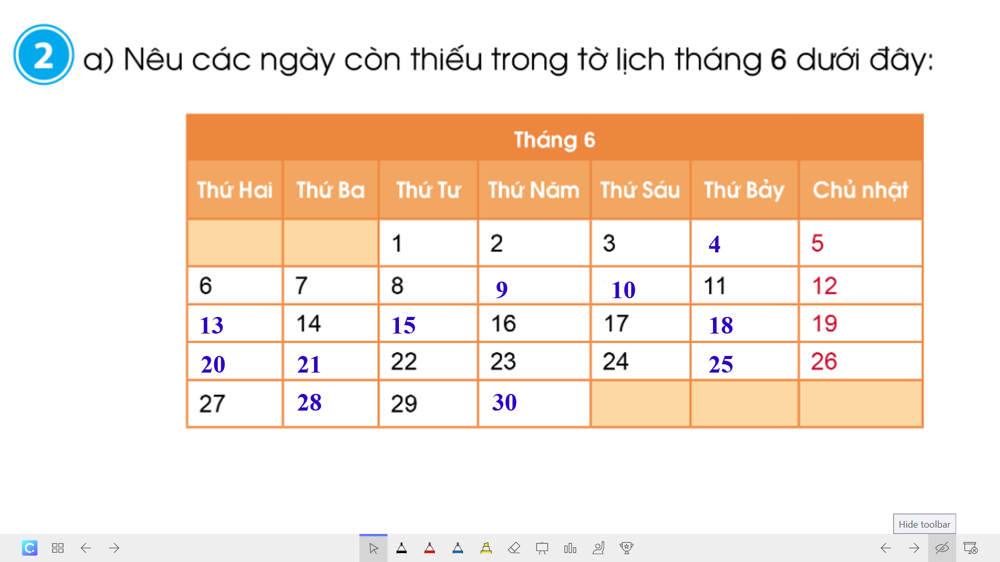 2 a) Nêu các ngày còn thiếu trong tờ lịch tháng 6 dưới đây:
Tháng 6
Thứ Hai Thứ Ba Thứ Tư Thứ Năm Thứ Sáu Thứ Bảy Chủ nhật
1 2 3 4 5
6 7 8 9 10 11 12
13 14 15 16 17 18 19
20 21 22 23 24 25 26
27 28 29 30
Hide toolbar